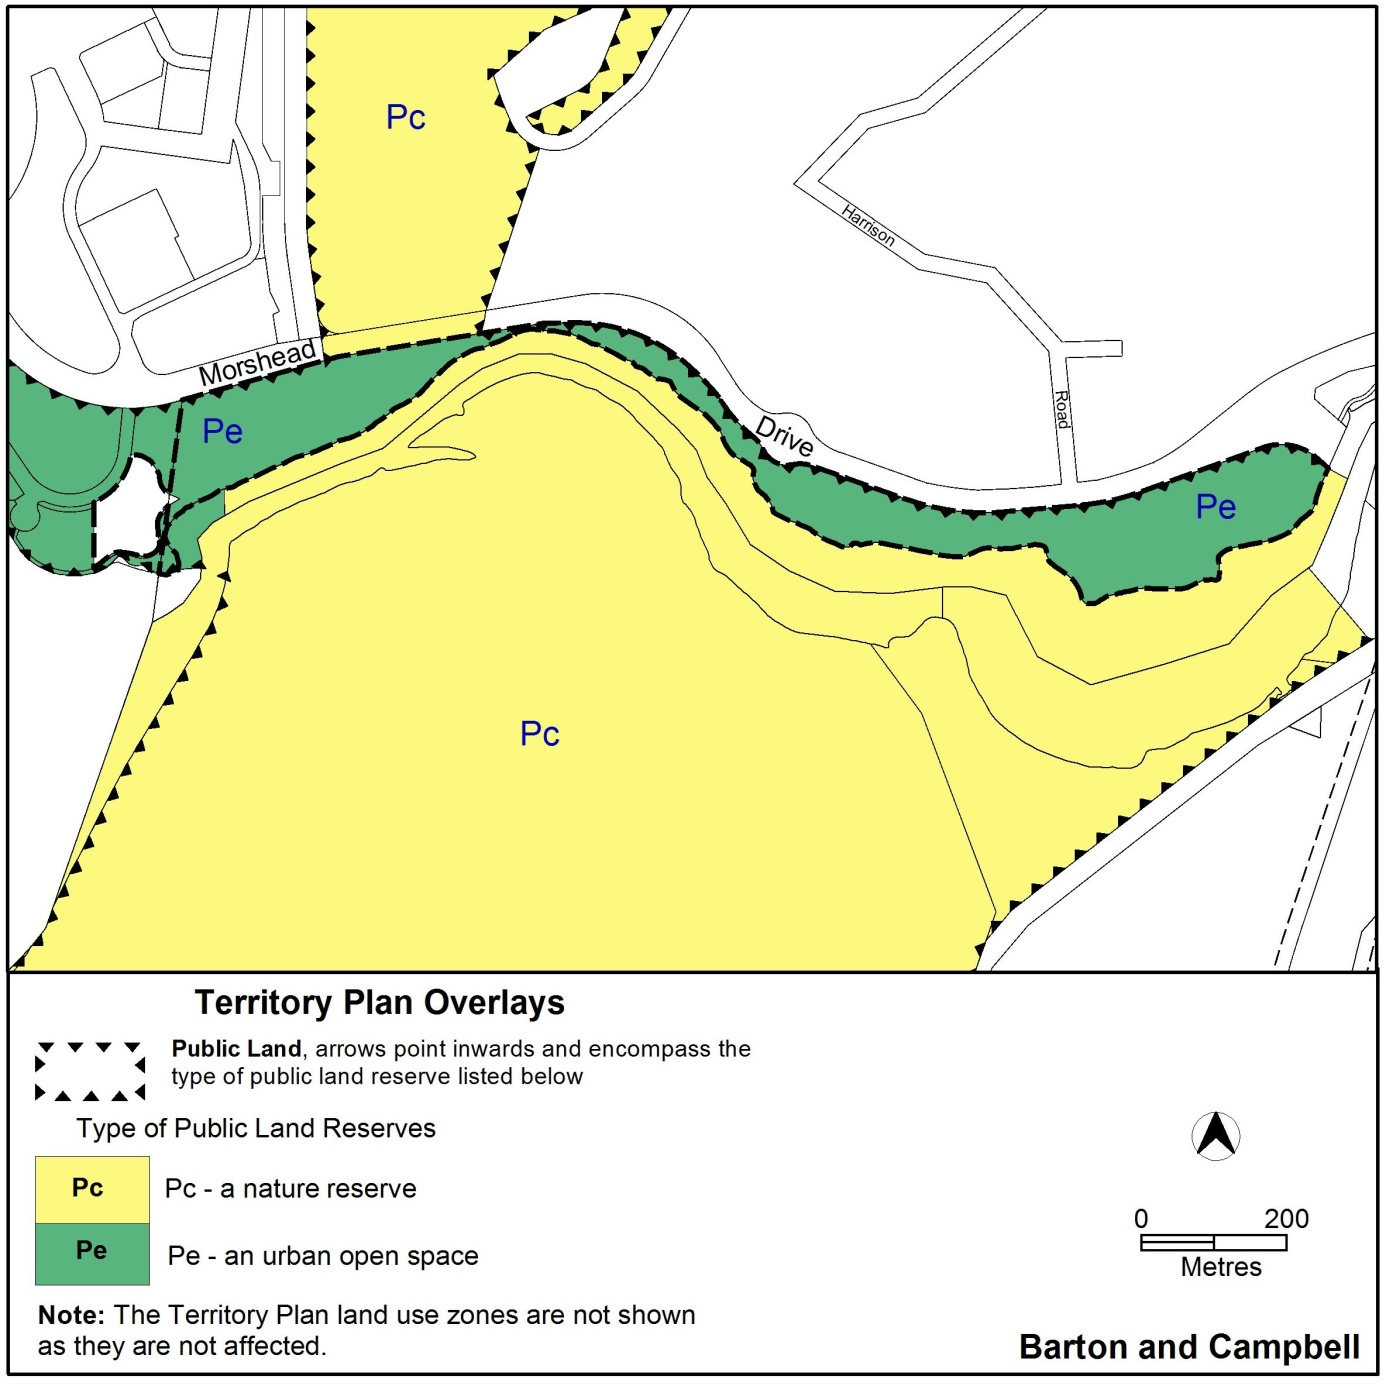 Pc
Harrison
Morshead
Road
Pe
Drive
Pe
Pc
Territory Plan Overlays
Public Land, arrows point inwards and encompass the
type of public land reserve listed below
Type of Public Land Reserves
Pc Pc - a nature reserve
Pe Pe - an urban open space
0 200
Metres
Note: The Territory Plan land use zones are not shown
as they are not affected.
Barton and Campbell